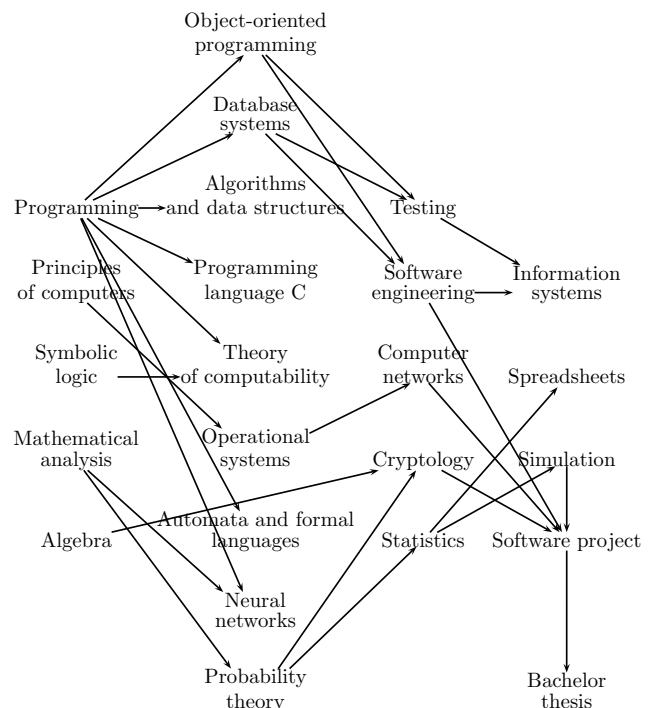 Object-oriented
programming
Database
systems
Algorithms
Programming
and data structures
Testing
Principles
of computers
Programming
language C
Software
engineering
Information
systems
Symbolic
logic
Theory
of computability
Computer
networks
Spreadsheets
Mathematical
analysis
Operational
systems
Cryptology
Simulation
Algebra
Automata and formal
languages
Statistics
Software project
Neural
networks
Probability
theory
Bachelor
thesis